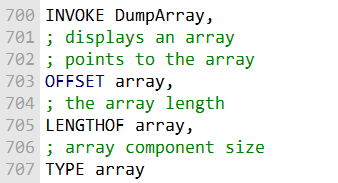 700 INVOKE DumpArray,
701 ; displays an array
702 ; points to the array
703 OFFSET array,
704 ; the array length
705 LENGTHOF array,
706 ; array component size
707 TYPE array